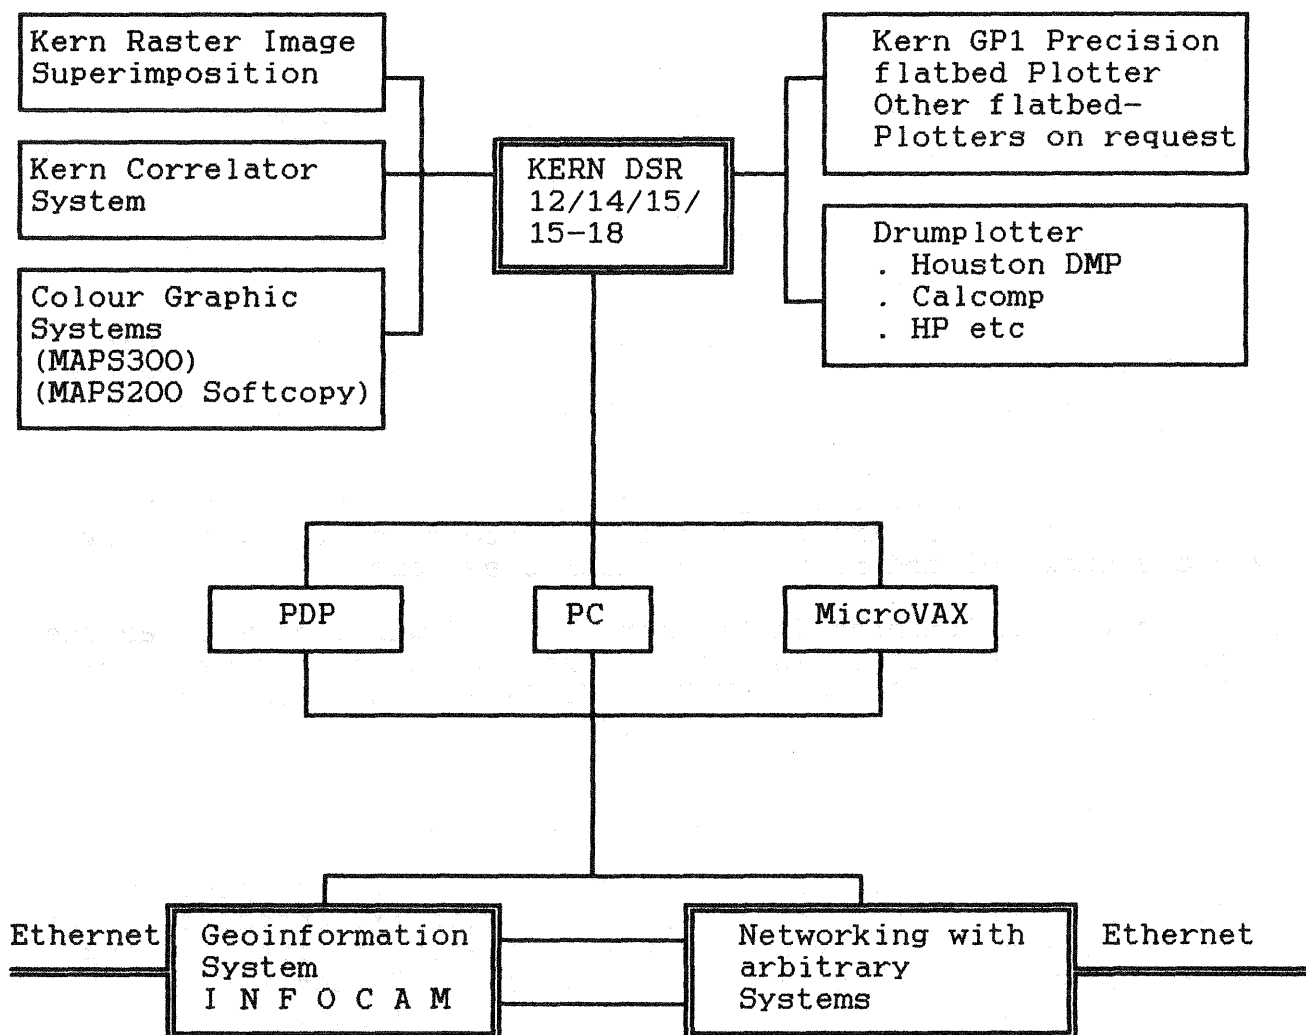 Kern Raster Image
Superimposition
Kern Correlator
System
Colour Graphic
Systems
(MAPS300)
(MAPS200 Softcopy)
KERN DSR
12/14/15/
15-18
Kern GP1 Precision
flatbed Plotter
Other flatbed-
Plotters on request
Drumplotter
. Houston DMP
. Calcomp
. HP etc
PDP
PC
MicroVAX
Ethernet
Geoinformation
System
I N F O C A M
Networking with
arbitrary
Systems
Ethernet